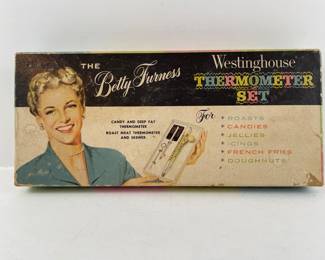 THE
Betty Furness
Westinghouse
THERMOMETER
SET
CANDY AND DEEP FAT
THERMOMETER
ROAST MEAT THERMOMETER
AND SKEWER
For
• ROASTS
• CANDIES
• JELLIES
• ICINGS
• FRENCH FRIES
• DOUGHNUTS